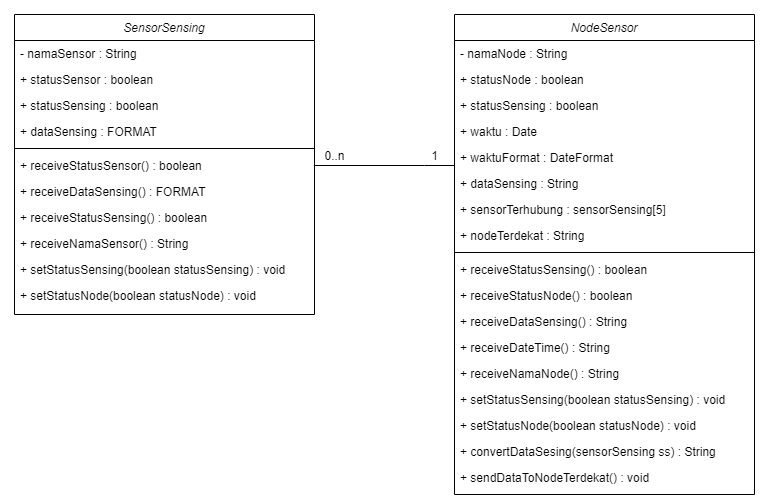 SensorSensing
- namaSensor : String
+ statusSensor : boolean
+ statusSensing : boolean
+ dataSensing : FORMAT
+ receiveStatusSensor() : boolean
+ receiveDataSensing() : FORMAT
+ receiveStatusSensing() : boolean
+ receiveNamaSensor() : String
+ setStatusSensing(boolean statusSensing) : void
+ setStatusNode(boolean statusNode) : void
0..n
1
NodeSensor
- namaNode : String
+ statusNode : boolean
+ statusSensing : boolean
+ waktu : Date
+ waktuFormat : DateFormat
+ dataSensing : String
+ sensorTerhubung : sensorSensing[5]
+ nodeTerdekat : String
+ receiveStatusSensing() : boolean
+ receiveStatusNode() : boolean
+ receiveDataSensing() : String
+ receiveDateTime() : String
+ receiveNamaNode() : String
+ setStatusSensing(boolean statusSensing) : void
+ setStatusNode(boolean statusNode) : void
+ convertDataSesing(sensorSensing ss) : String
+ sendDataToNodeTerdekat() : void